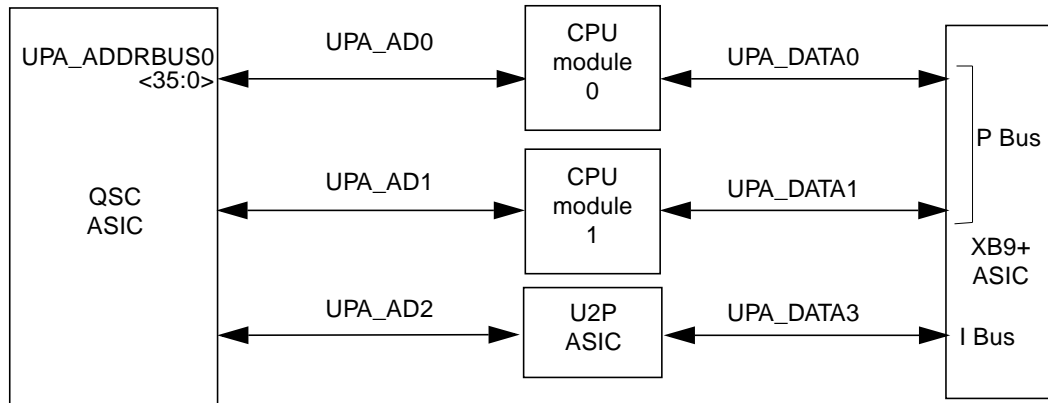 UPA_ADDRBUS0
<35:0>
QSC
ASIC
UPA_AD0
UPA_AD1
UPA_AD2
CPU
module
0
CPU
module
1
U2P
ASIC
UPA_DATA0
UPA_DATA1
UPA_DATA3
P Bus
XB9+
ASIC
I Bus